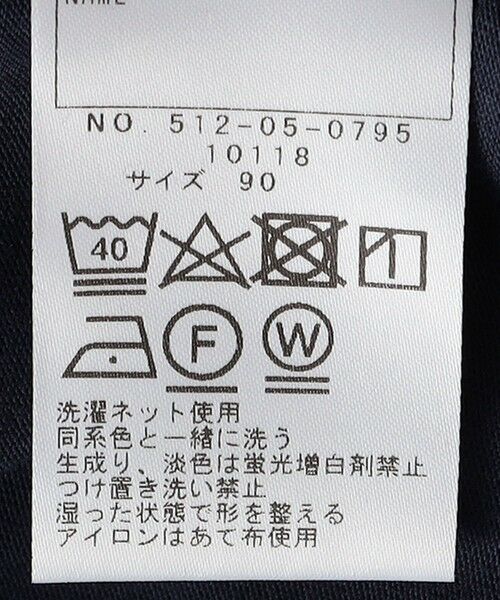 NAME
NO. 512-05-0795
10118
サイズ 90
40
F W
洗濯ネット使用
同系色と一緒に洗う
生成り、淡色は蛍光増白剤禁止
つけ置き洗い禁止
湿った状態で形を整える
アイロンはあて布使用